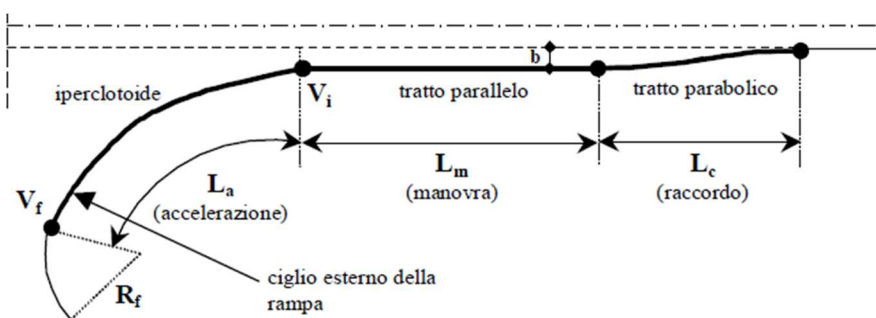 b
iperclotoide
V_i
tratto parallelo
tratto parabolico
L_m
(manovra)
L_c
(raccordo)
L_a
(accelerazione)
V_f
R_f
ciglio esterno della
rampa